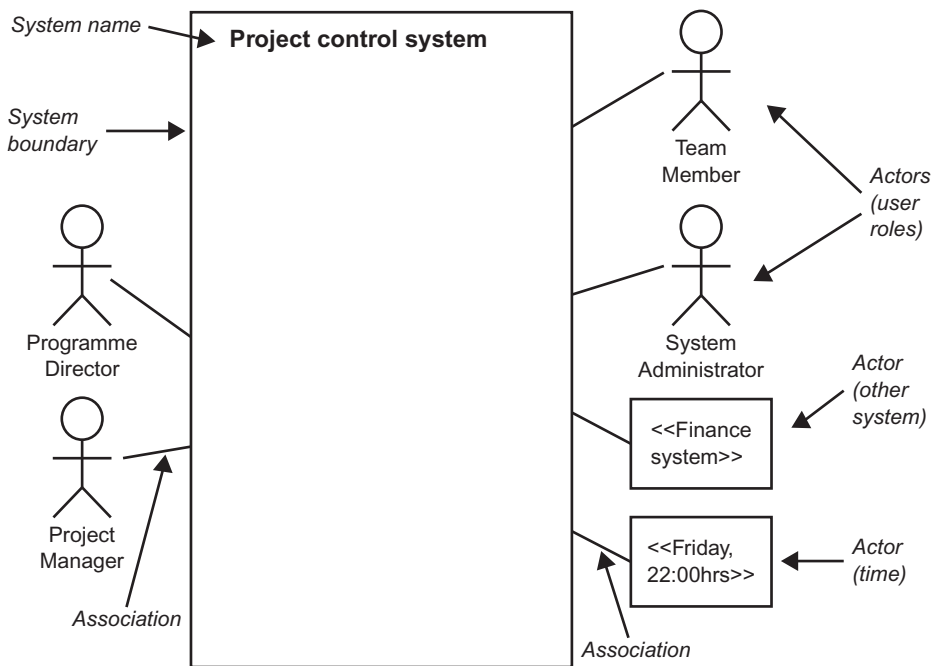 System name
Project control system
System
boundary
Team
Member
Actors
(user
roles)
Programme
Director
System
Administrator
Actor
(other
system)
<<Finance
system>>
Project
Manager
<<Friday,
22:00hrs>>
Actor
(time)
Association
Association